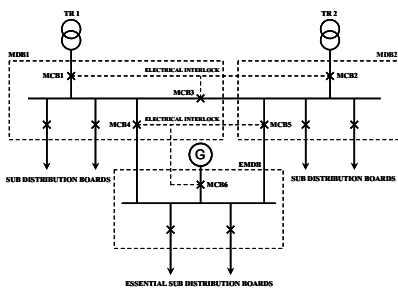 TR 1
TR 2
MDB1
MDB2
MCB1
ELECTRICAL INTERLOCK
MCB2
MCB3
MCB4
ELECTRICAL INTERLOCK
MCB5
G
EMDB
MCB6
SUB DISTRIBUTION BOARDS
SUB DISTRIBUTION BOARDS
ESSENTIAL SUB DISTRIBUTION BOARDS